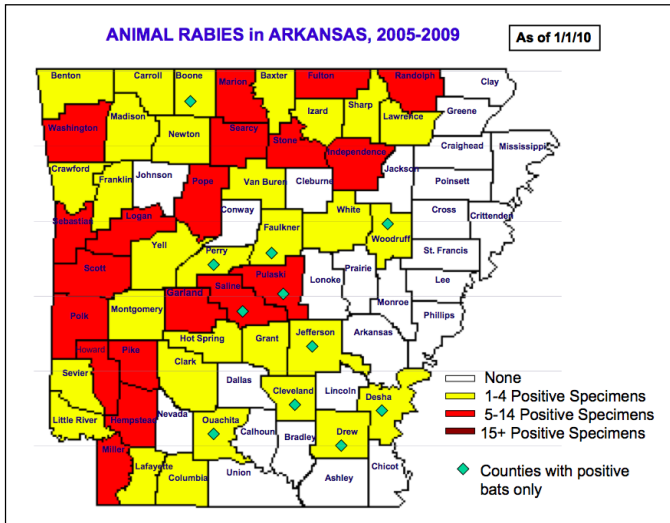 ANIMAL RABIES in ARKANSAS, 2005-2009
As of 1/1/10
Benton
Carroll
Boone
Marion
Baxter
Fulton
Randolph
Clay
Sharp
Izard
Greene
Lawrence
Madison
Washington
Newton
Searcy
Stone
Independence
Craighead
Mississippi
Crawford
Johnson
Franklin
Pope
Van Buren
Cleburne
Jackson
Poinsett
Logan
Sebastian
Conway
Faulkner
White
Woodruff
Cross
Crittenden
Yell
Perry
St. Francis
Scott
Pulaski
Saline
Lonoke
Prairie
Lee
Garland
Monroe
Phillips
Polk
Montgomery
Hot Spring
Grant
Jefferson
Arkansas
Howard
Pike
Clark
Sevier
Dallas
Cleveland
Lincoln
Desha
Little River
Hempstead
Nevada
Ouachita
Calhoun
Bradley
Drew
Miller
Lafayette
Columbia
Union
Ashley
Chicot
None
1-4 Positive Specimens
5-14 Positive Specimens
15+ Positive Specimens
Counties with positive
bats only